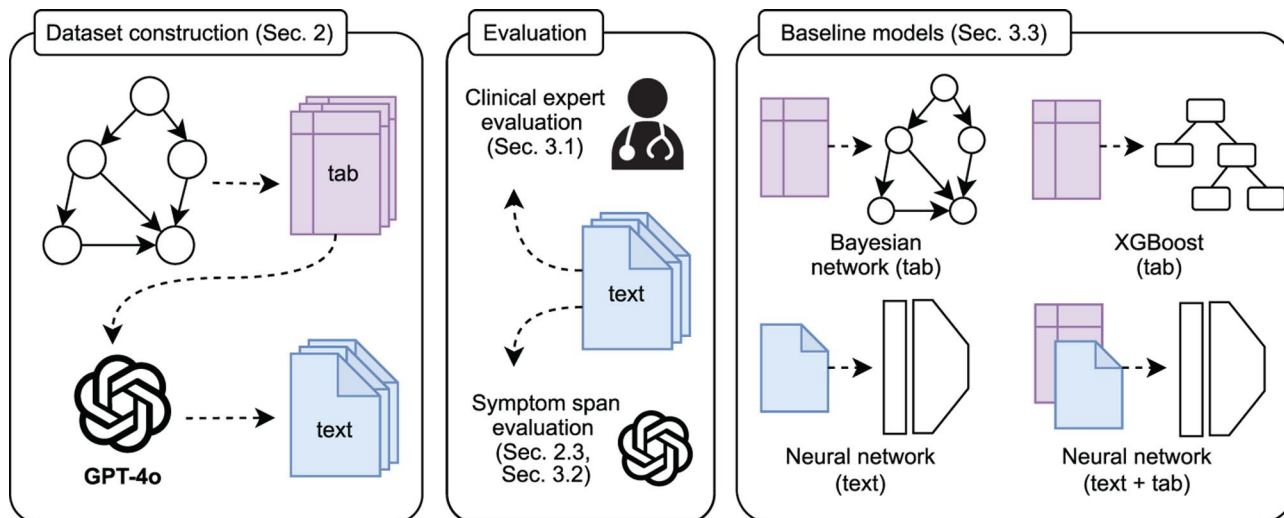 Dataset construction (Sec. 2)
tab
GPT-4o
text
Evaluation
Clinical expert
evaluation
(Sec. 3.1)
text
Symptom span
evaluation
(Sec. 2.3,
Sec. 3.2)
Baseline models (Sec. 3.3)
Bayesian
network (tab)
XGBoost
(tab)
Neural network
(text)
Neural network
(text + tab)